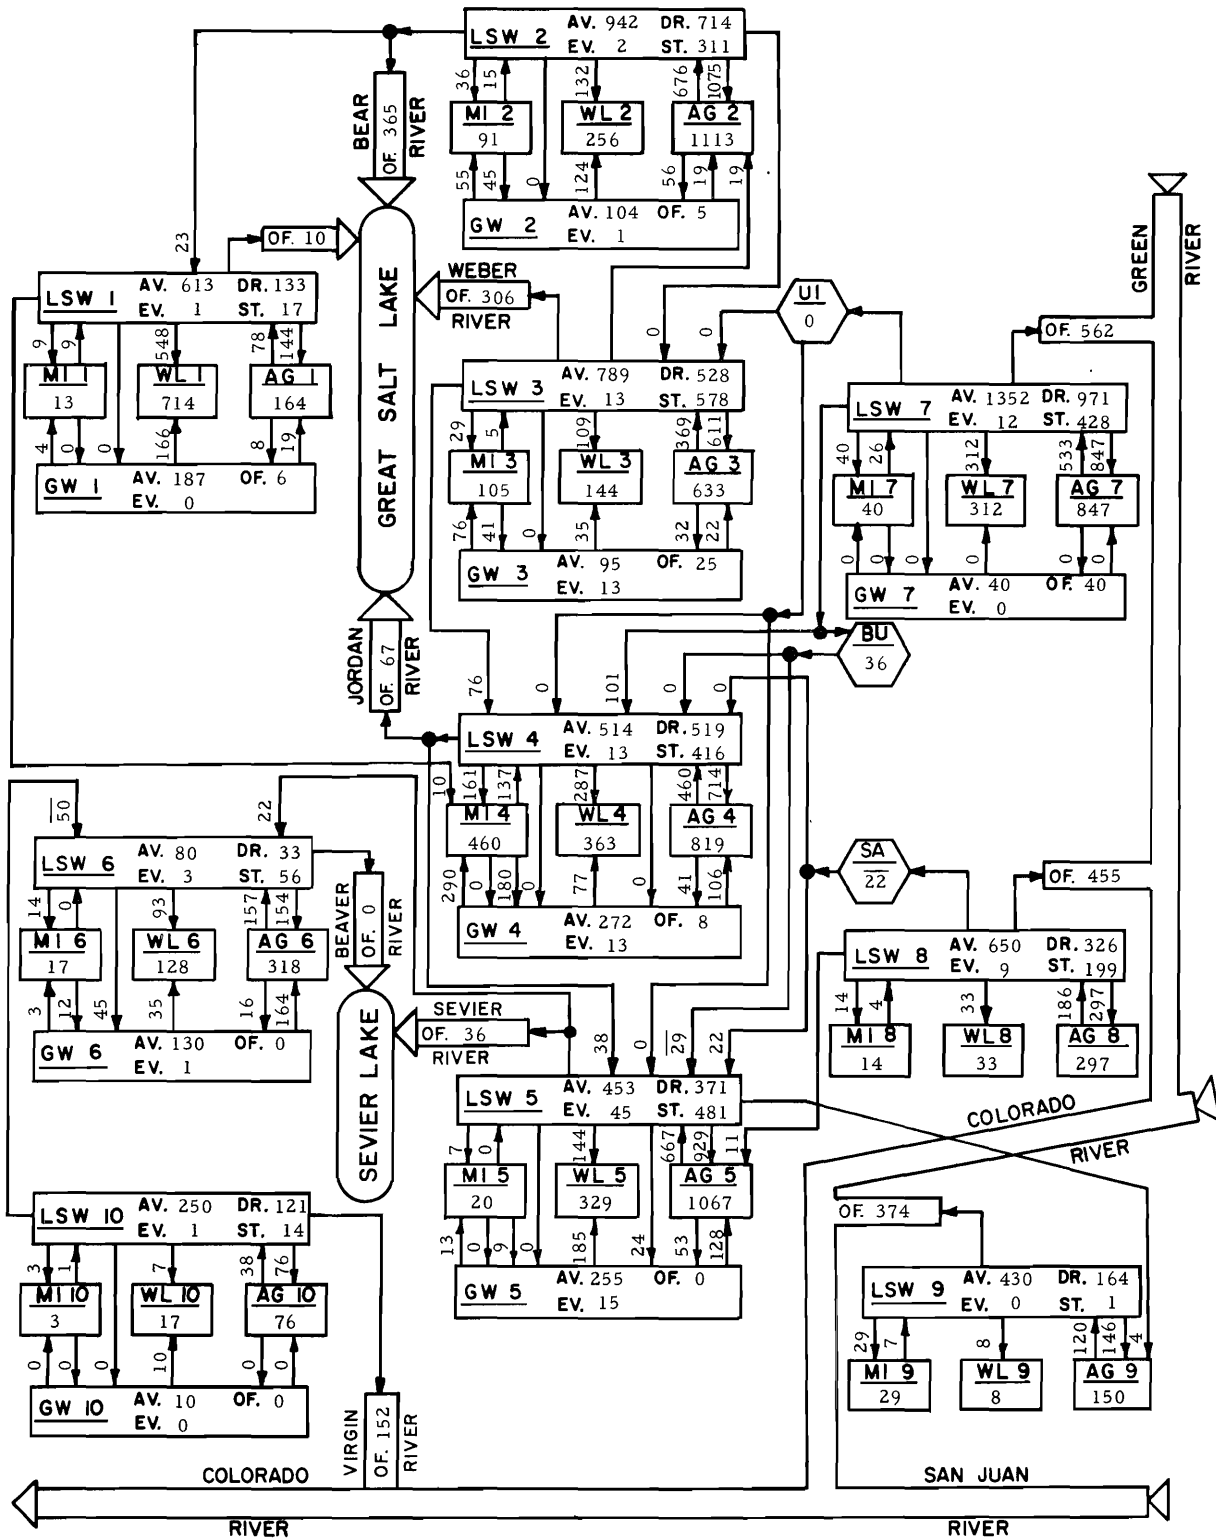 LSW 2 AV. 942 DR. 714
EV. 2 ST. 311
36 15 132 676 1075
MI 2 WL 2 AG 2
91 256 1113
55 45 0 124 56 19 19
GW 2 AV. 104 OF. 5
EV. 1
BEAR RIVER
OF. 365
23
OF. 10
LSW 1 AV. 613 DR. 133
EV. 1 ST. 17
9 9 548 78 144
MI 1 WL 1 AG 1
13 714 164
4 0 0 166 8 19
GW 1 AV. 187 OF. 6
EV. 0
GREAT SALT LAKE
WEBER
OF. 306
RIVER
0 0
UI
0
LSW 3 AV. 789 DR. 528
EV. 13 ST. 578
29 5 109 369 611
MI 3 WL 3 AG 3
105 144 633
76 41 0 35 32 22
GW 3 AV. 95 OF. 25
EV. 13
GREEN RIVER
OF. 562
LSW 7 AV. 1352 DR. 971
EV. 12 ST. 428
40 26 312 533 847
MI 7 WL 7 AG 7
40 312 847
0 0 0 0 0 0
GW 7 AV. 40 OF. 40
EV. 0
BU
36
JORDAN RIVER
OF. 67
76 0 101 0 0
LSW 4 AV. 514 DR. 519
EV. 13 ST. 416
10 161 137 287 460 714
MI 4 WL 4 AG 4
460 363 819
290 0 180 0 77 0 41 106
GW 4 AV. 272 OF. 8
EV. 13
50 22
LSW 6 AV. 80 DR. 33
EV. 3 ST. 56
14 0 93 157 154
MI 6 WL 6 AG 6
17 128 318
3 12 45 35 16 164
GW 6 AV. 130 OF. 0
EV. 1
BEAVER RIVER
OF. 0
SEVIER LAKE
SEVIER
OF. 36
RIVER
SA
22
OF. 455
LSW 8 AV. 650 DR. 326
EV. 9 ST. 199
14 4 33 186 297
MI 8 WL 8 AG 8
14 33 297
38 0 29 22
LSW 5 AV. 453 DR. 371
EV. 45 ST. 481
7 0 144 667 929 11
MI 5 WL 5 AG 5
20 329 1067
13 0 9 0 185 24 53 128
GW 5 AV. 255 OF. 0
EV. 15
COLORADO
RIVER
OF. 374
LSW 9 AV. 430 DR. 164
EV. 0 ST. 1
29 7 8 120 146 4
MI 9 WL 9 AG 9
29 8 150
LSW 10 AV. 250 DR. 121
EV. 1 ST. 14
3 1 7 38 76
MI 10 WL 10 AG 10
3 17 76
0 0 0 10 0 0
GW 10 AV. 10 OF. 0
EV. 0
VIRGIN RIVER
OF. 152
COLORADO
RIVER
SAN JUAN
RIVER